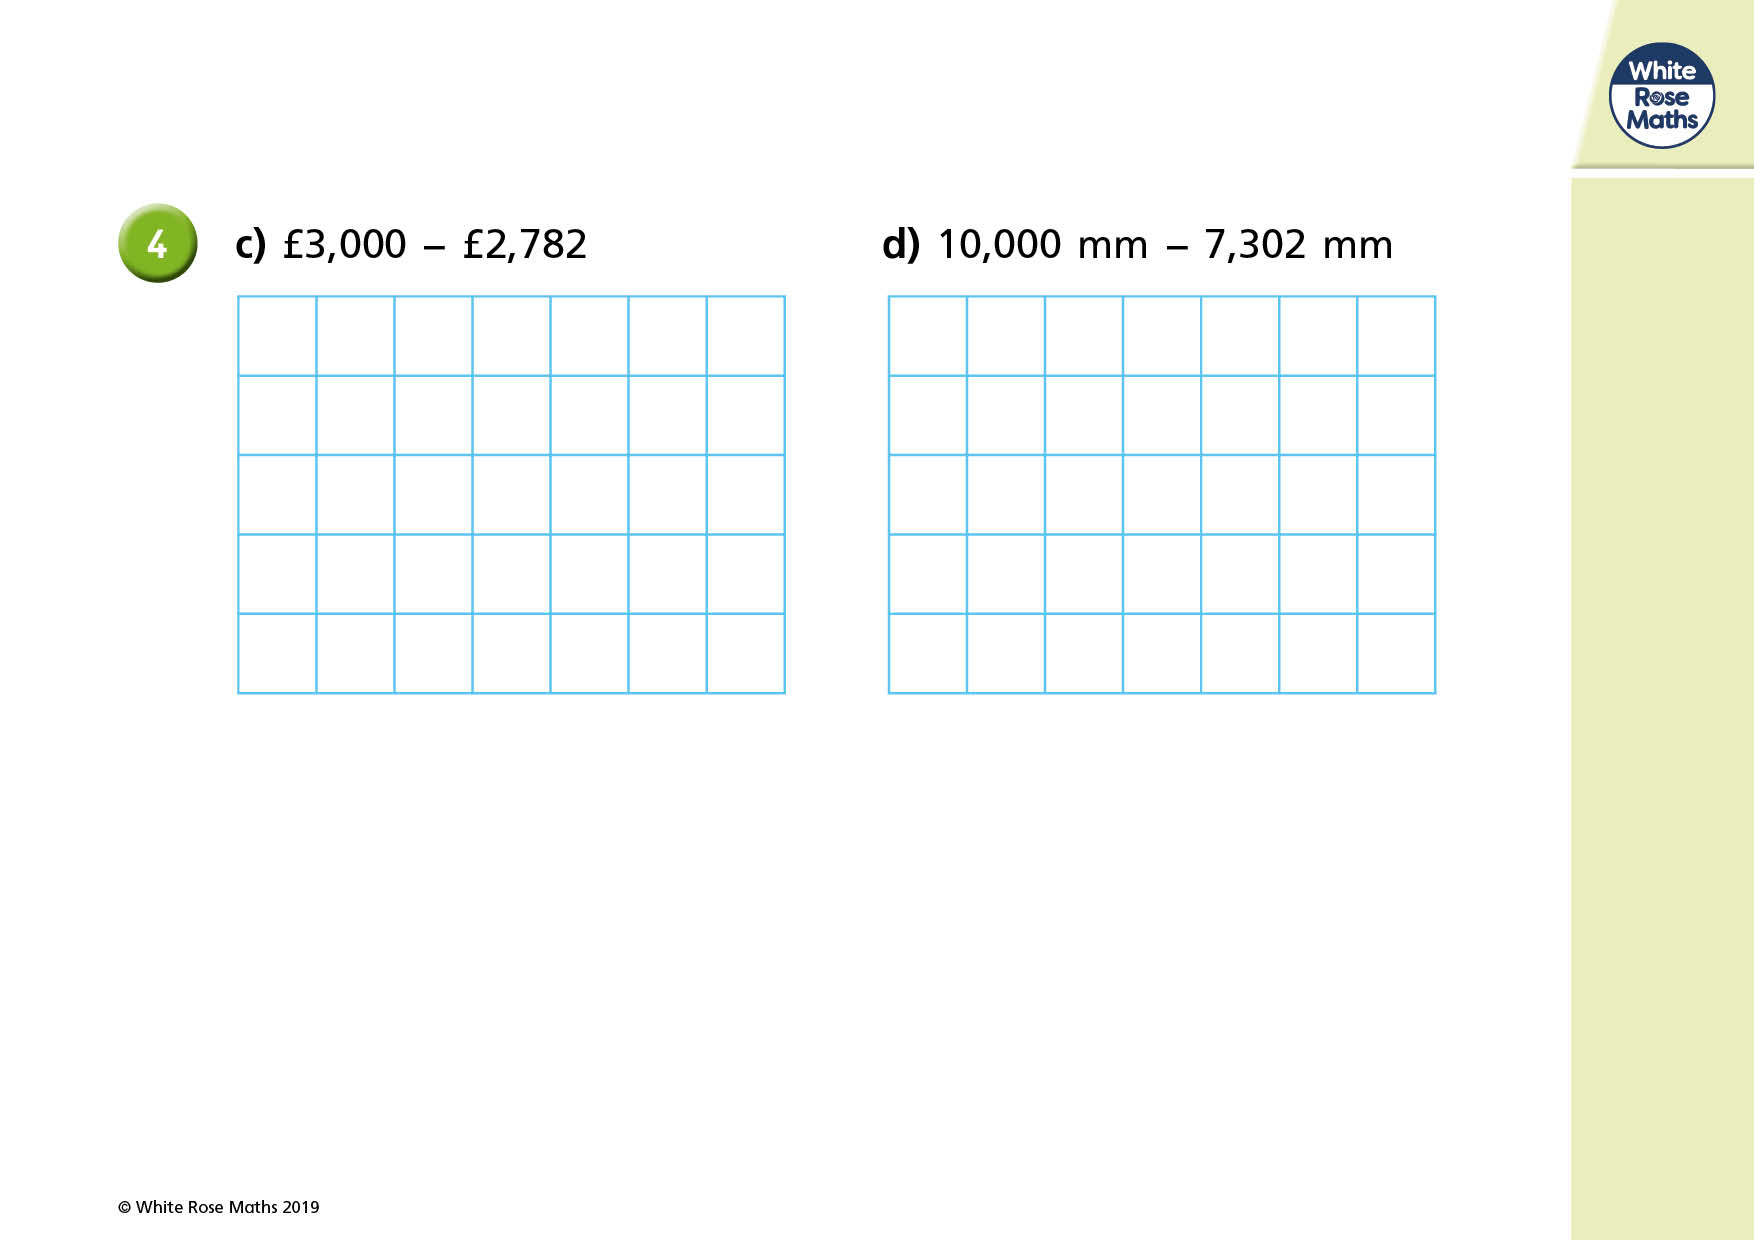 White
Rose
Maths
4
c) £3,000 – £2,782
d) 10,000 mm – 7,302 mm
© White Rose Maths 2019